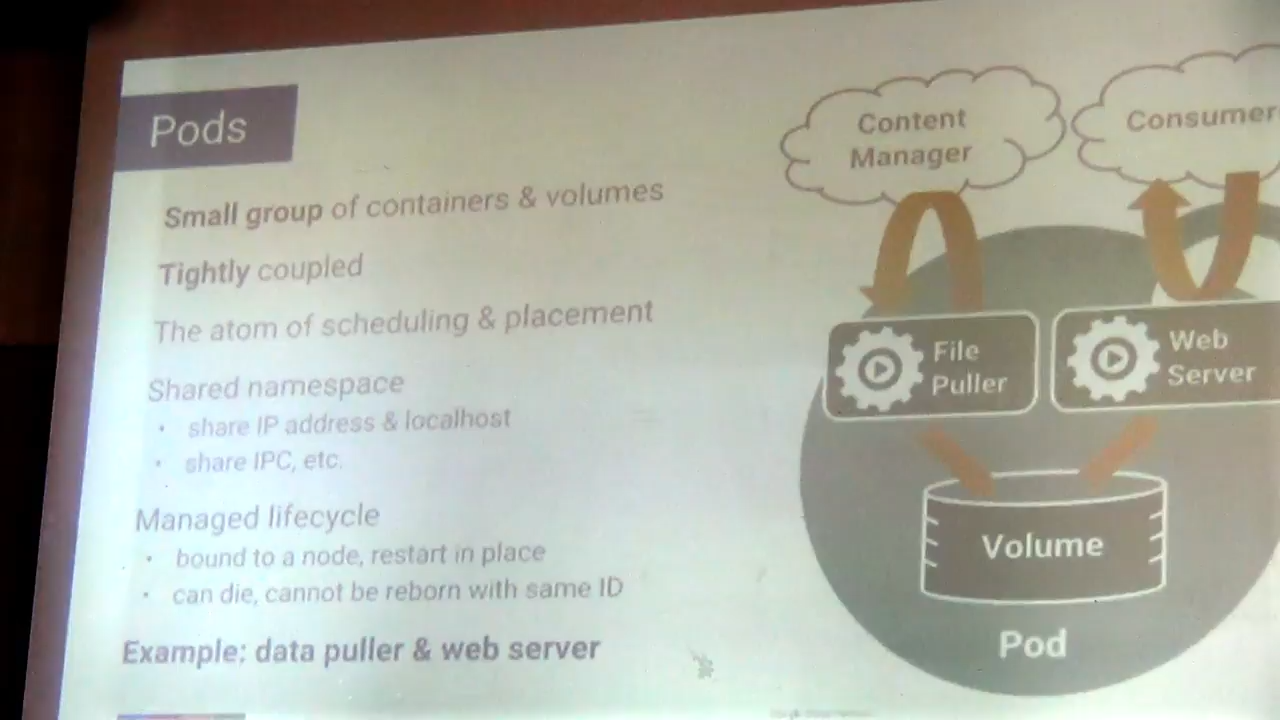 Pods
Small group of containers & volumes
Tightly coupled
The atom of scheduling & placement
Shared namespace
• share IP address & localhost
• share IPC, etc.
Managed lifecycle
• bound to a node, restart in place
• can die, cannot be reborn with same ID
Example: data puller & web server
Content
Manager
Consumer
File
Puller
Web
Server
Volume
Pod